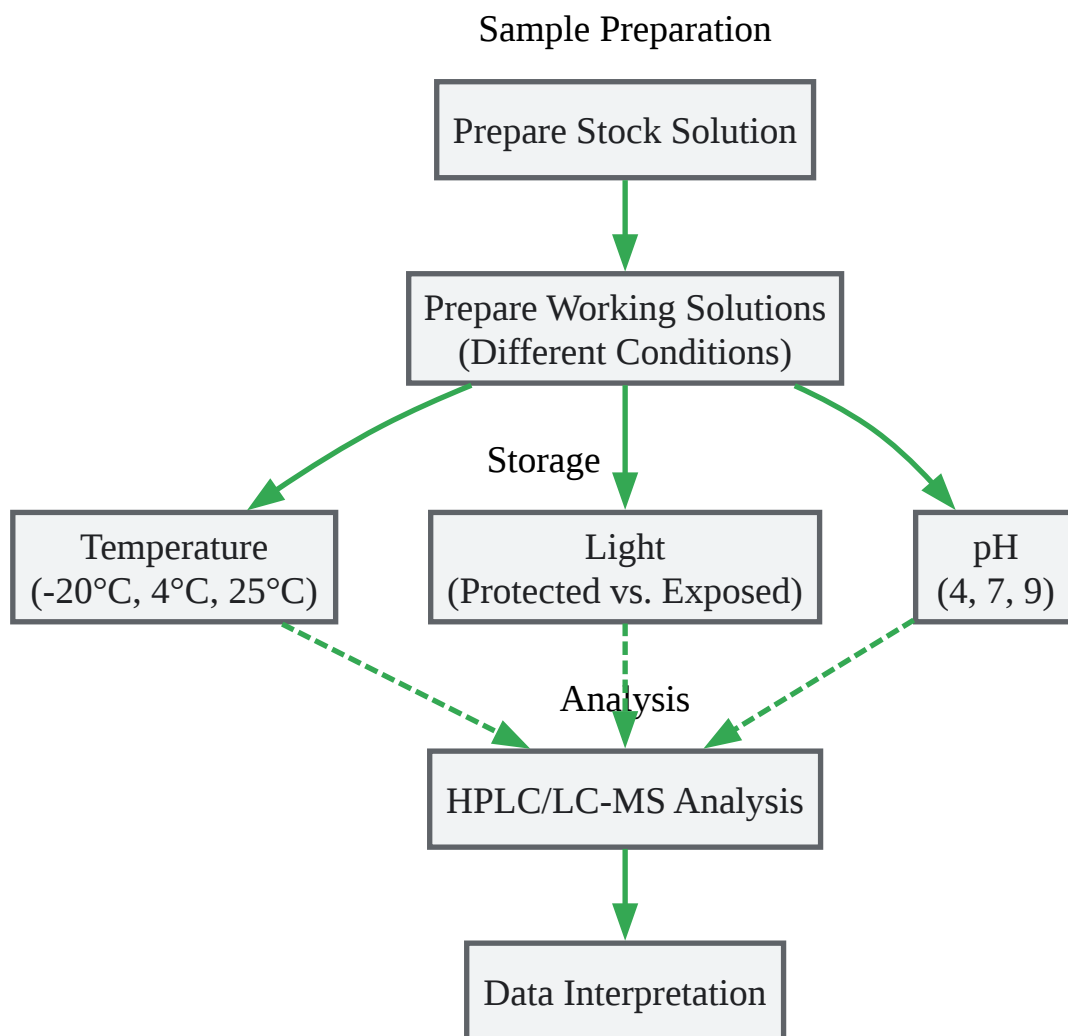 Sample Preparation
Prepare Stock Solution
Prepare Working Solutions
(Different Conditions)
Storage
Temperature
(-20°C, 4°C, 25°C)
Light
(Protected vs. Exposed)
pH
(4, 7, 9)
Analysis
HPLC/LC-MS Analysis
Data Interpretation